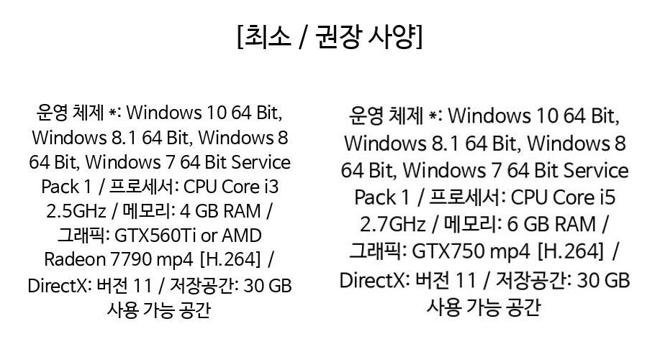 [최소 / 권장 사양]
운영 체제 *: Windows 10 64 Bit,
Windows 8.1 64 Bit, Windows 8
64 Bit, Windows 7 64 Bit Service
Pack 1 / 프로세서: CPU Core i3
2.5GHz / 메모리: 4 GB RAM /
그래픽: GTX560Ti or AMD
Radeon 7790 mp4 [H.264] /
DirectX: 버전 11 / 저장공간: 30 GB
사용 가능 공간
운영 체제 *: Windows 10 64 Bit,
Windows 8.1 64 Bit, Windows 8
64 Bit, Windows 7 64 Bit Service
Pack 1 / 프로세서: CPU Core i5
2.7GHz / 메모리: 6 GB RAM /
그래픽: GTX750 mp4 [H.264] /
DirectX: 버전 11 / 저장공간: 30 GB
사용 가능 공간